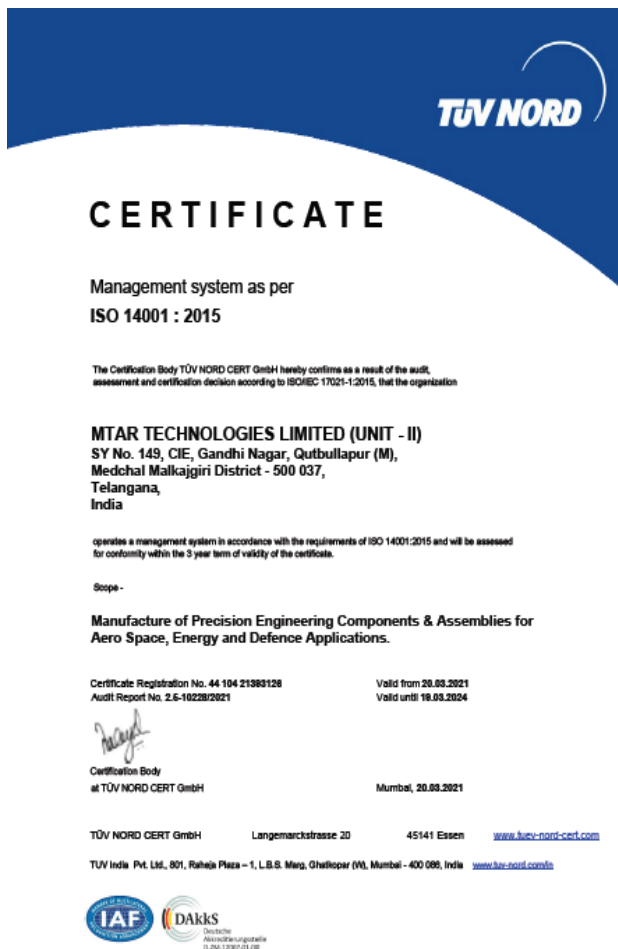 TÜV NORD
CERTIFICATE
Management system as per
ISO 14001 : 2015
The Certification Body TÜV NORD CERT GmbH hereby confirms as a result of the audit,
assessment and certification decision according to ISO/IEC 17021-1:2015, that the organization
MTAR TECHNOLOGIES LIMITED (UNIT - II)
SY No. 149, CIE, Gandhi Nagar, Qutbullapur (M),
Medchal Malkajgiri District - 500 037,
Telangana,
India
operates a management system in accordance with the requirements of ISO 14001:2015 and will be assessed
for conformity within the 3 year term of validity of the certificate.
Scope -
Manufacture of Precision Engineering Components & Assemblies for
Aero Space, Energy and Defence Applications.
Certificate Registration No. 44 104 21393126 Valid from 20.03.2021
Audit Report No. 2.5-10228/2021 Valid until 19.03.2024
Certification Body
at TÜV NORD CERT GmbH Mumbai, 20.03.2021
TÜV NORD CERT GmbH Langemarckstrasse 20 45141 Essen www.tuev-nord-cert.com
TUV India Pvt. Ltd., 801, Raheja Plaza – 1, L.B.S. Marg, Ghatkopar (W), Mumbai - 400 086, India www.tuv-nord.com/in
IAF
DAkkS
Deutsche
Akkreditierungsstelle